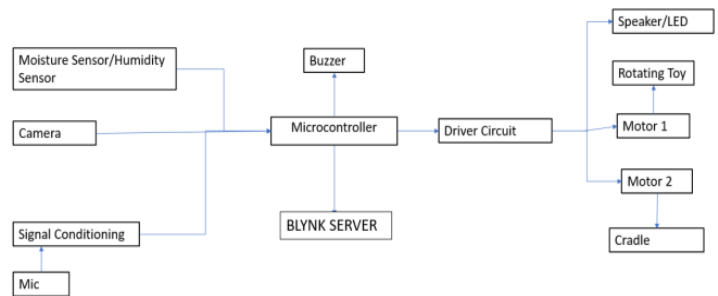 Speaker/LED
Moisture Sensor/Humidity
Sensor
Buzzer
Rotating Toy
Camera
Microcontroller
Driver Circuit
Motor 1
Motor 2
Signal Conditioning
BLYNK SERVER
Cradle
Mic